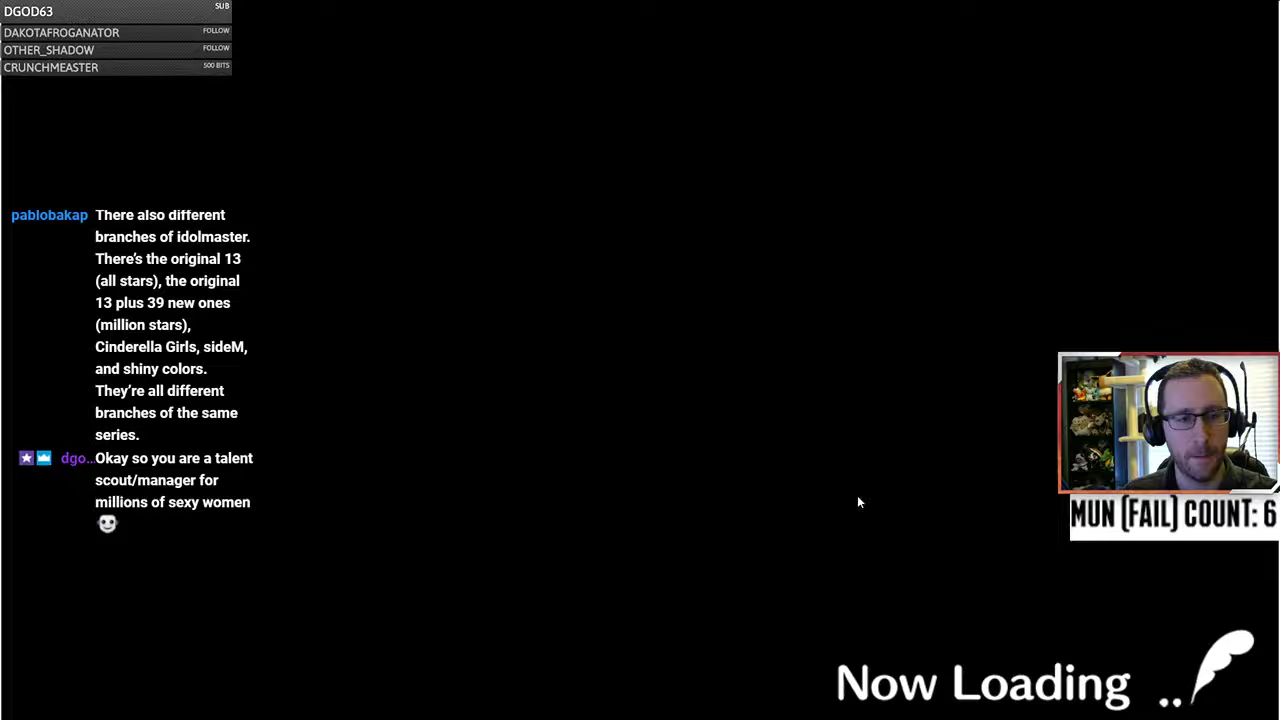 DGOD63 SUB
DAKOTAFROGANATOR FOLLOW
OTHER_SHADOW FOLLOW
CRUNCHMEASTER 500 BITS
pablobakap There also different
branches of idolmaster.
There’s the original 13
(all stars), the original
13 plus 39 new ones
(million stars),
Cinderella Girls, sideM,
and shiny colors.
They’re all different
branches of the same
series.
dgo... Okay so you are a talent
scout/manager for
millions of sexy women
MUN (FAIL) COUNT: 6
Now Loading ..